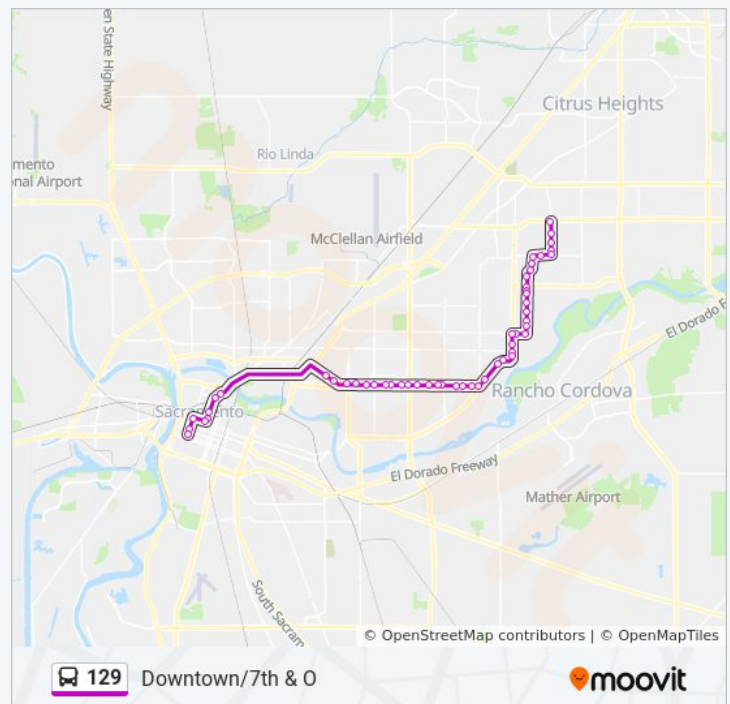 en State Highway
Citrus Heights
Rio Linda
mento
nal Airport
McClellan Airfield
El Dorado F
Rancho Cordova
Sacramento
El Dorado Freeway
Mather Airport
South Sacram
© OpenStreetMap contributors | © OpenMapTiles
129 Downtown/7th & O
moovit